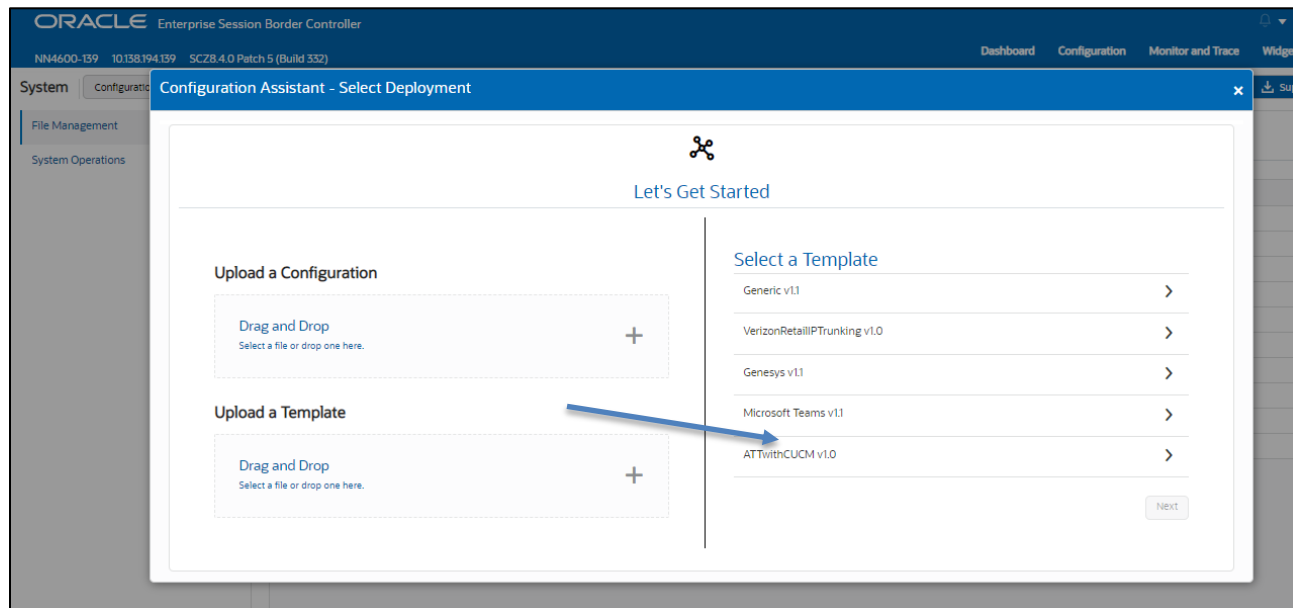 ORACLE Enterprise Session Border Controller
NN4600-139 10.138.194.139 SCZ8.4.0 Patch 5 (Build 332)
Dashboard Configuration Monitor and Trace
System
File Management
System Operations
Configuration Assistant - Select Deployment
Let's Get Started
Upload a Configuration
Drag and Drop
Select a file or drop one here.
Upload a Template
Drag and Drop
Select a file or drop one here.
Select a Template
Generic v1.1
VerizonRetailIPTrunking v1.0
Genesys v1.1
Microsoft Teams v1.1
ATTwithCUCM v1.0
Next